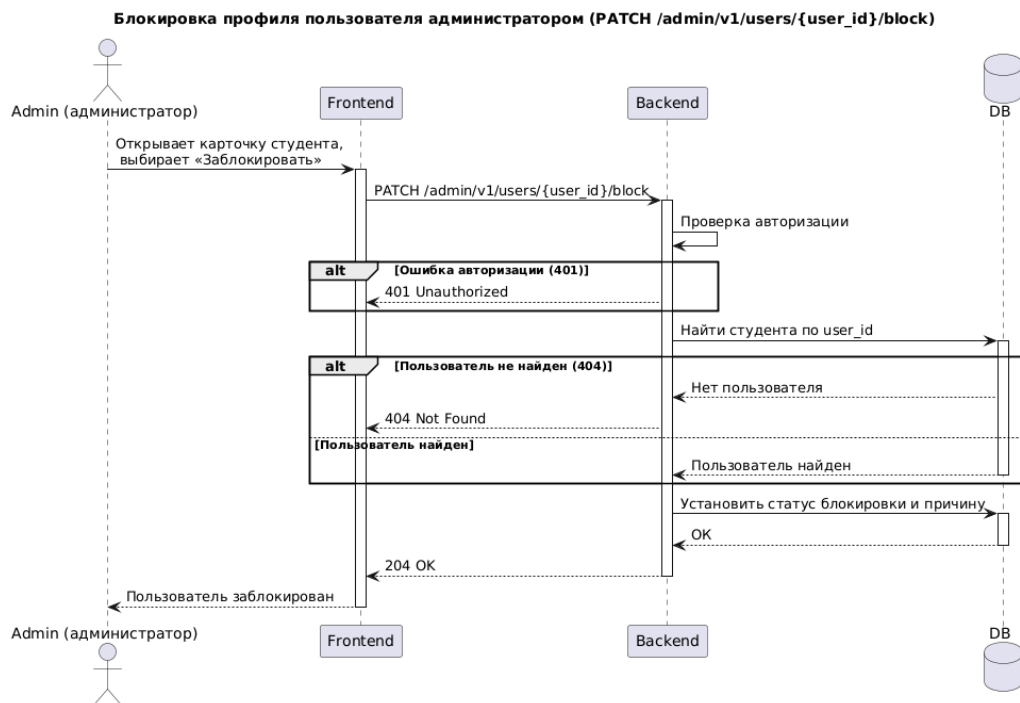 Блокировка профиля пользователя администратором (PATCH /admin/v1/users/{user_id}/block)
Admin (администратор)
Frontend
Backend
DB
Открывает карточку студента,
выбирает «Заблокировать»
PATCH /admin/v1/users/{user_id}/block
Проверка авторизации
alt
[Ошибка авторизации (401)]
401 Unauthorized
Найти студента по user_id
alt
[Пользователь не найден (404)]
Нет пользователя
404 Not Found
[Пользователь найден]
Пользователь найден
Установить статус блокировки и причину
ОК
204 OK
Пользователь заблокирован
Admin (администратор)
Frontend
Backend
DB